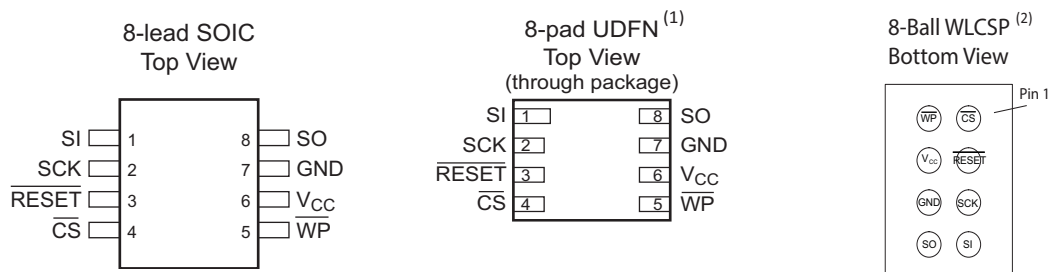 8-lead SOIC
Top View
SI 1 8 SO
SCK 2 7 GND
RESET 3 6 VCC
CS 4 5 WP
8-pad UDFN (1)
Top View
(through package)
SI 1 8 SO
SCK 2 7 GND
RESET 3 6 VCC
CS 4 5 WP
8-Ball WLCSP (2)
Bottom View
Pin 1
WP CS
VCC RESET
GND SCK
SO SI